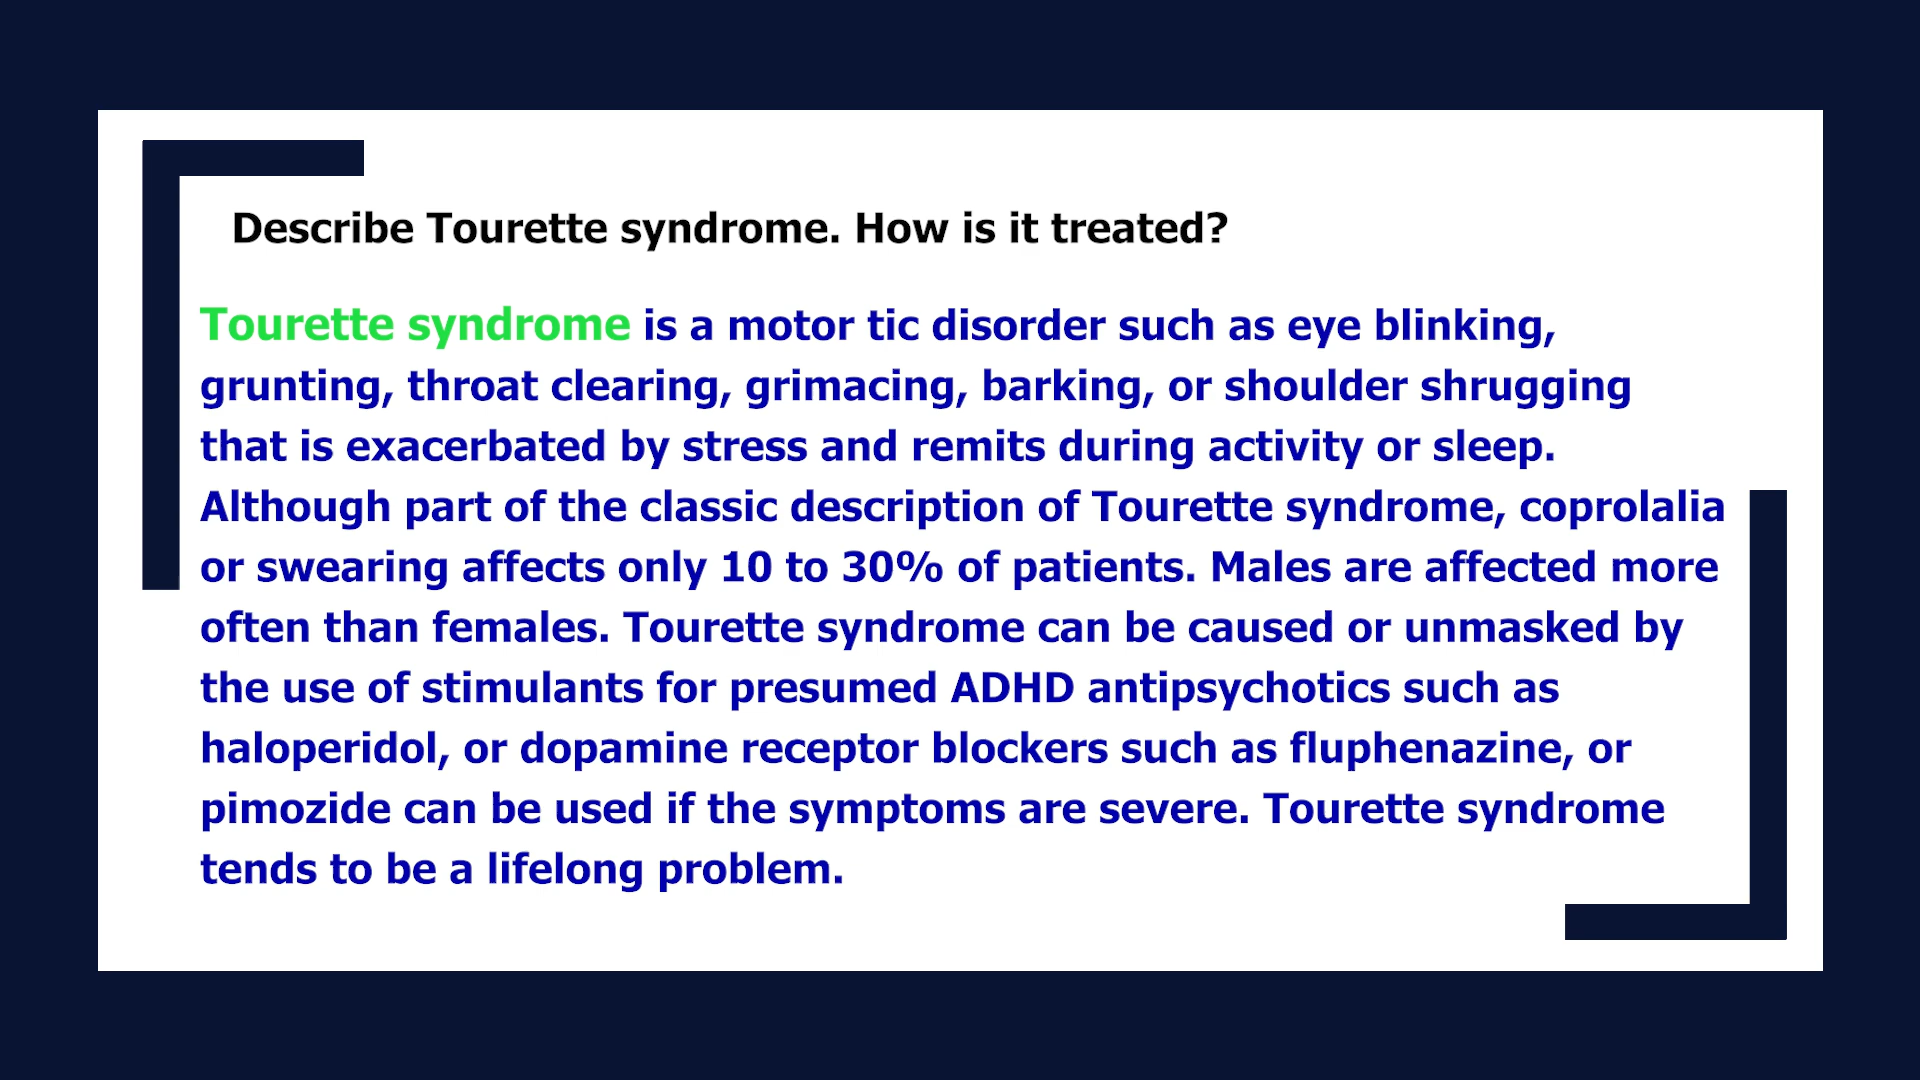 Describe Tourette syndrome. How is it treated?
Tourette syndrome is a motor tic disorder such as eye blinking,
grunting, throat clearing, grimacing, barking, or shoulder shrugging
that is exacerbated by stress and remits during activity or sleep.
Although part of the classic description of Tourette syndrome, coprolalia
or swearing affects only 10 to 30% of patients. Males are affected more
often than females. Tourette syndrome can be caused or unmasked by
the use of stimulants for presumed ADHD antipsychotics such as
haloperidol, or dopamine receptor blockers such as fluphenazine, or
pimozide can be used if the symptoms are severe. Tourette syndrome
tends to be a lifelong problem.